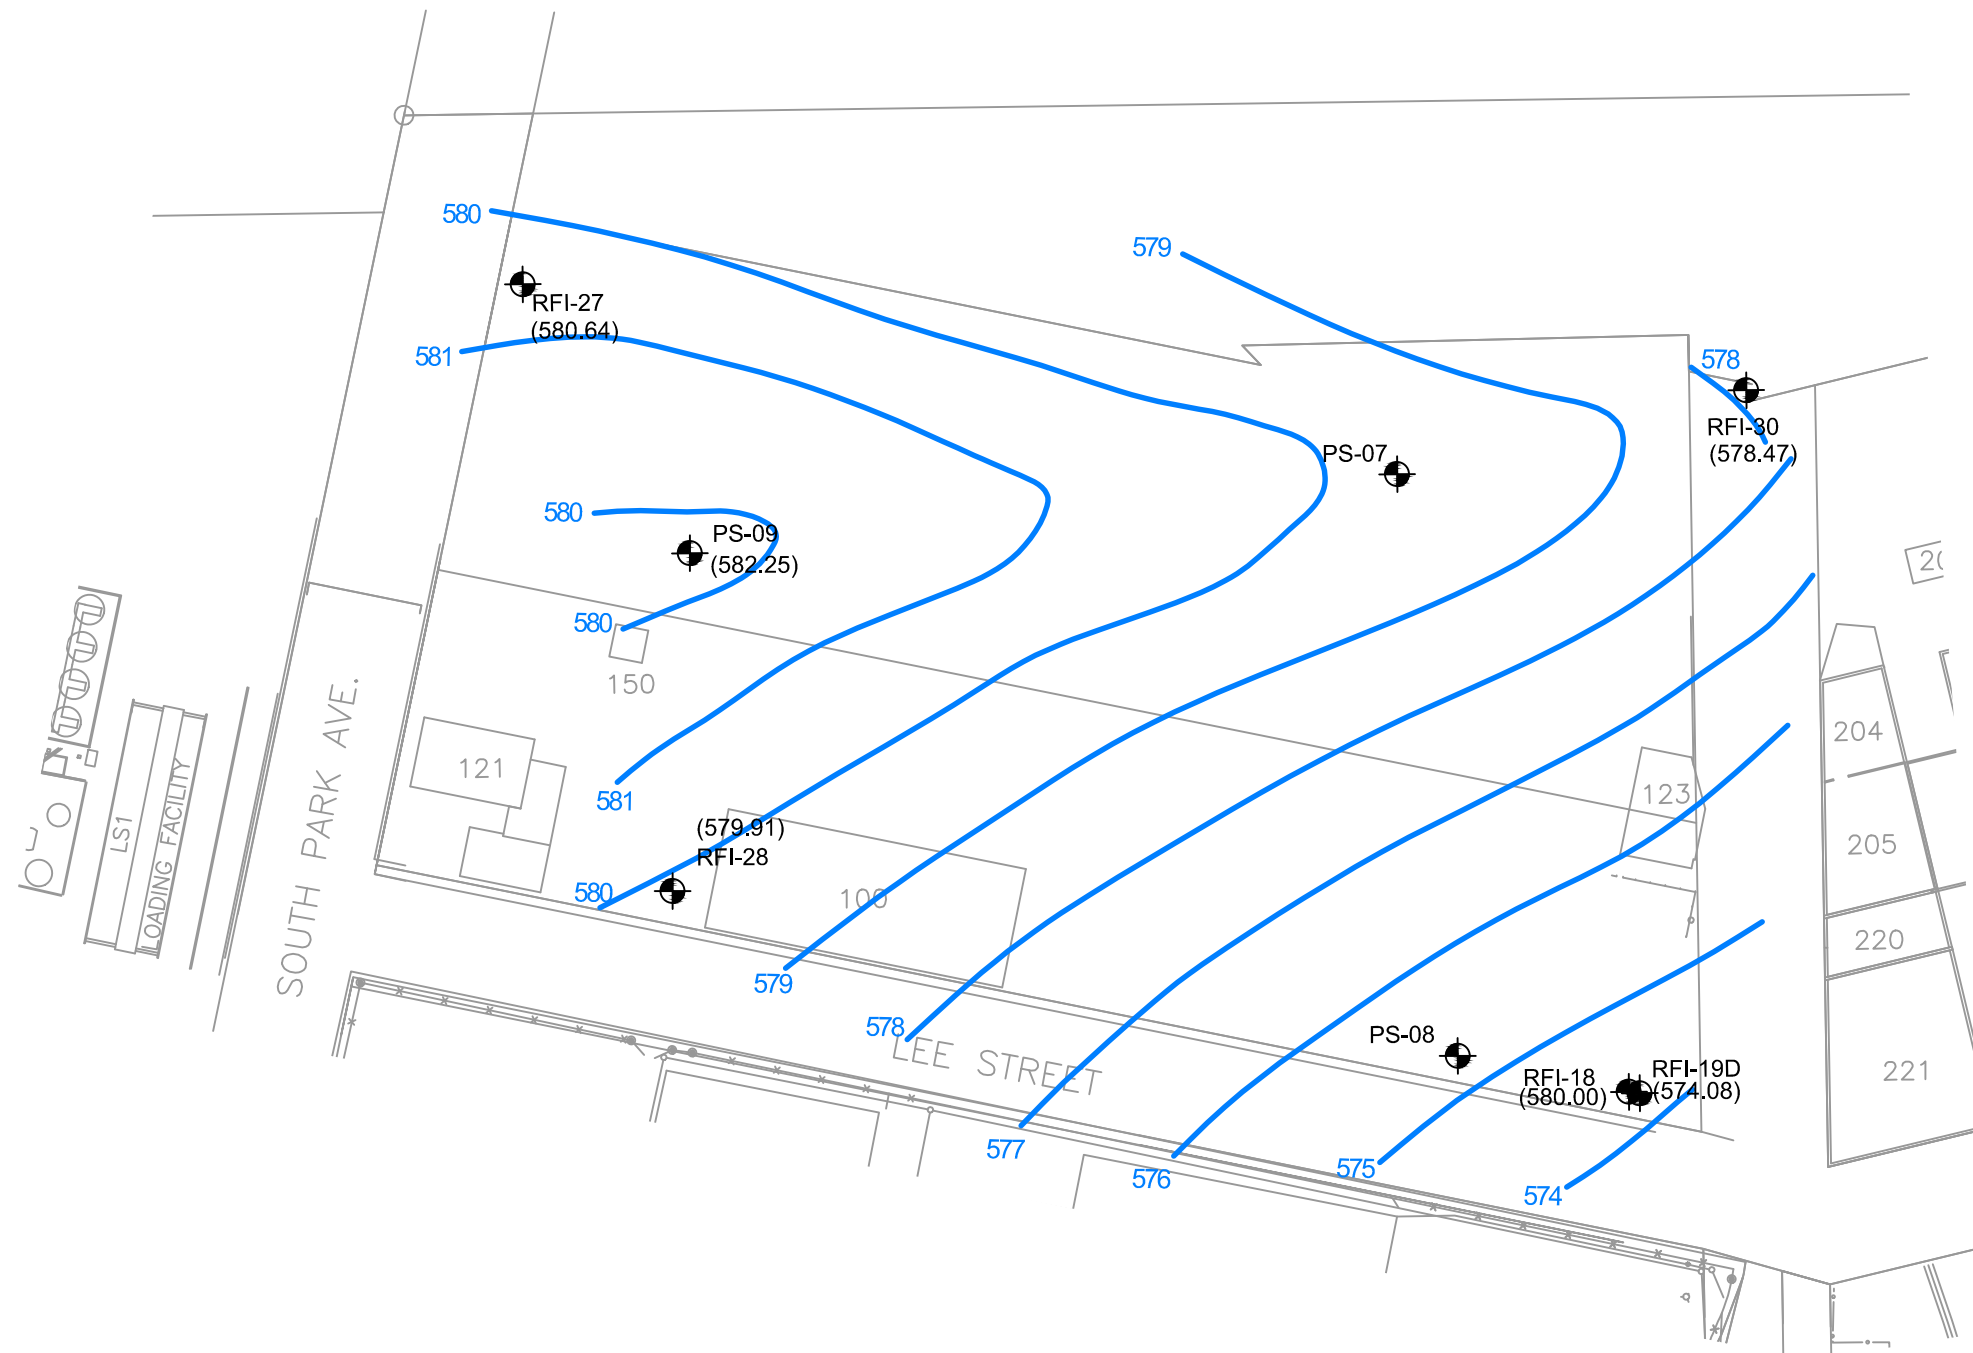 580
579
RFI-27
(580.64)
581
578
RFI-30
(578.47)
PS-07
580
PS-09
(582.25)
580
150
121
581
(579.91)
RFI-28
580
100
579
578
LEE STREET
577
576
575
574
PS-08
RFI-18
(580.00)
RFI-19D
(574.08)
SOUTH PARK AVE.
LS1
LOADING FACILITY
123
204
205
220
221